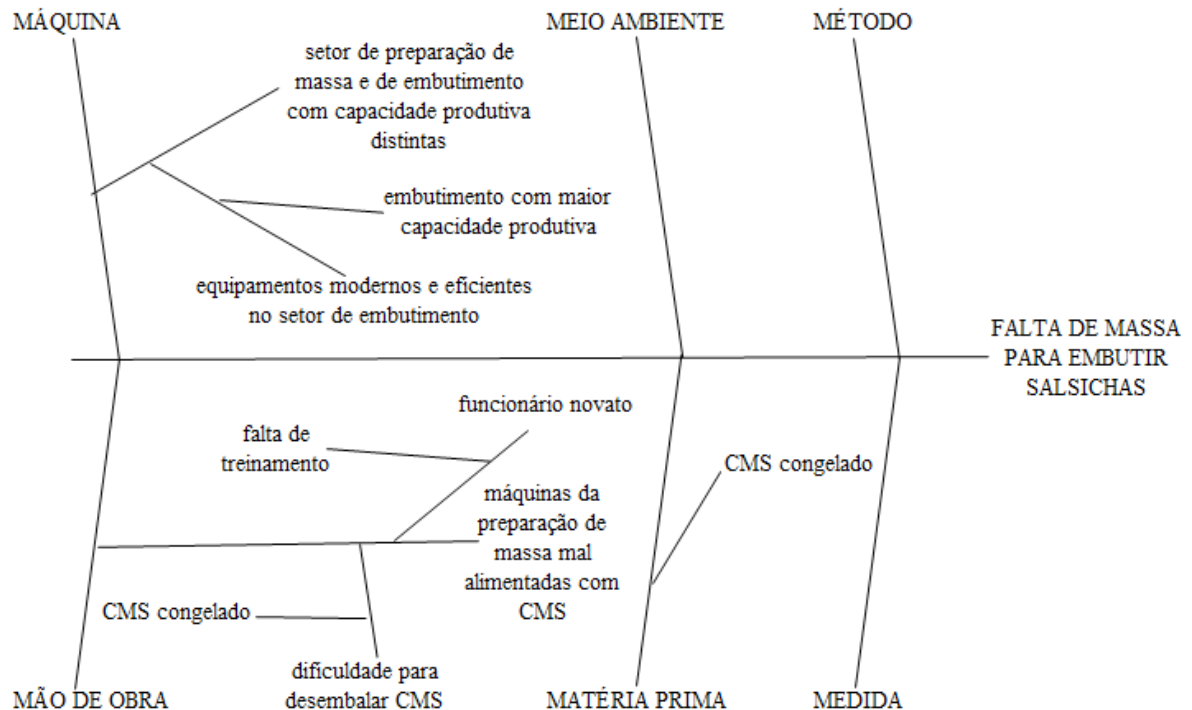 MÁQUINA
MEIO AMBIENTE
MÉTODO
setor de preparação de
massa e de embutimento
com capacidade produtiva
distintas
embutimento com maior
capacidade produtiva
equipamentos modernos e eficientes
no setor de embutimento
FALTA DE MASSA
PARA EMBUTIR
SALSICHAS
funcionário novato
falta de
treinamento
CMS congelado
máquinas da
preparação de
massa mal
alimentadas com
CMS
CMS congelado
dificuldade para
desembalar CMS
MÃO DE OBRA
MATÉRIA PRIMA
MEDIDA